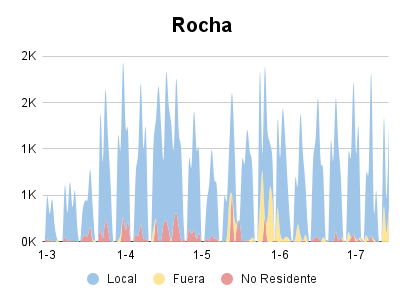 Rocha
2K
2K
1K
1K
0K
1-3 1-4 1-5 1-6 1-7
Local Fuera No Residente